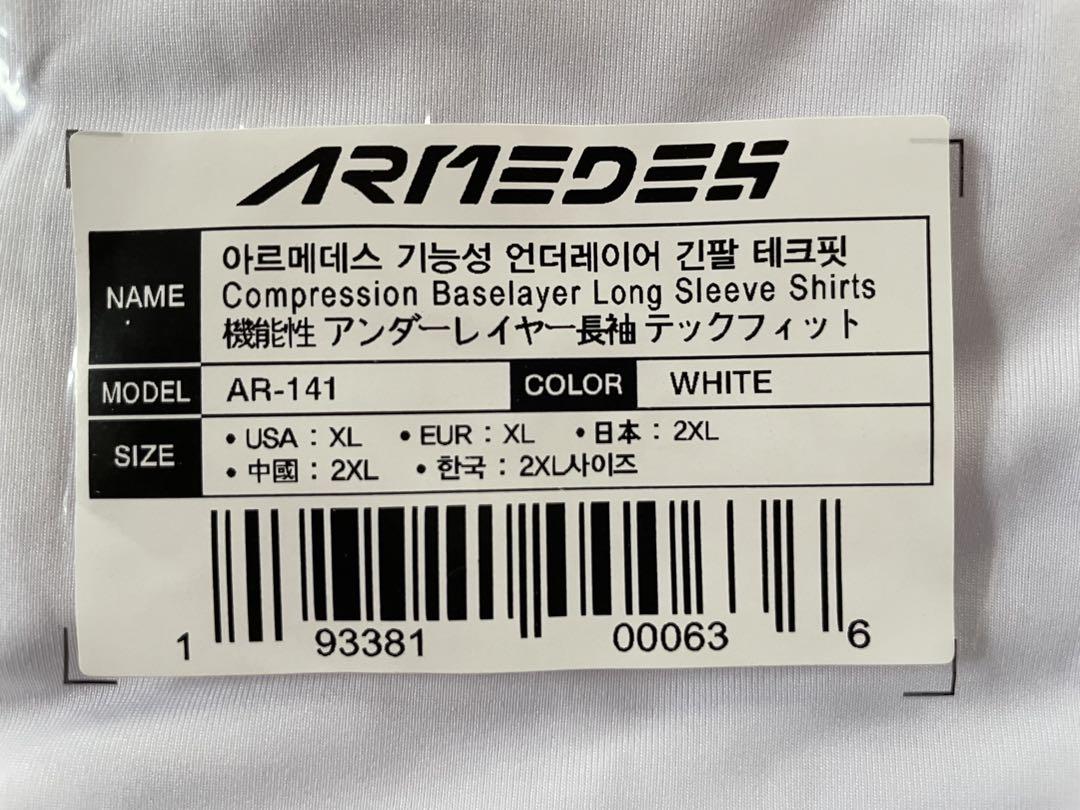 ARMEDES
NAME
아르메데스 기능성 언더레이어 긴팔 테크핏
Compression Baselayer Long Sleeve Shirts
機能性 アンダーレイヤー長袖 テックフィット
MODEL AR-141 COLOR WHITE
SIZE
• USA : XL • EUR : XL • 日本 : 2XL
• 中國 : 2XL • 한국 : 2XL사이즈
1 93381 00063 6